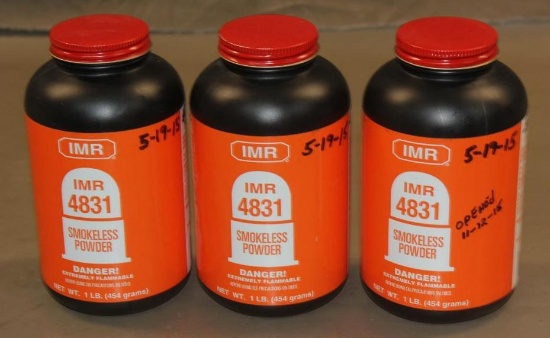 IMR
5-19-15
IMR
4831
SMOKELESS
POWDER
DANGER!
EXTREMELY FLAMMABLE
NET. WT. 1 LB. (454 grams)
IMR
5-19-15
IMR
4831
SMOKELESS
POWDER
DANGER!
EXTREMELY FLAMMABLE
NET. WT. 1 LB. (454 grams)
IMR
5-19-15
IMR
4831
OPENED
11-12-15
SMOKELESS
POWDER
DANGER!
EXTREMELY FLAMMABLE
NET. WT. 1 LB. (454 grams)